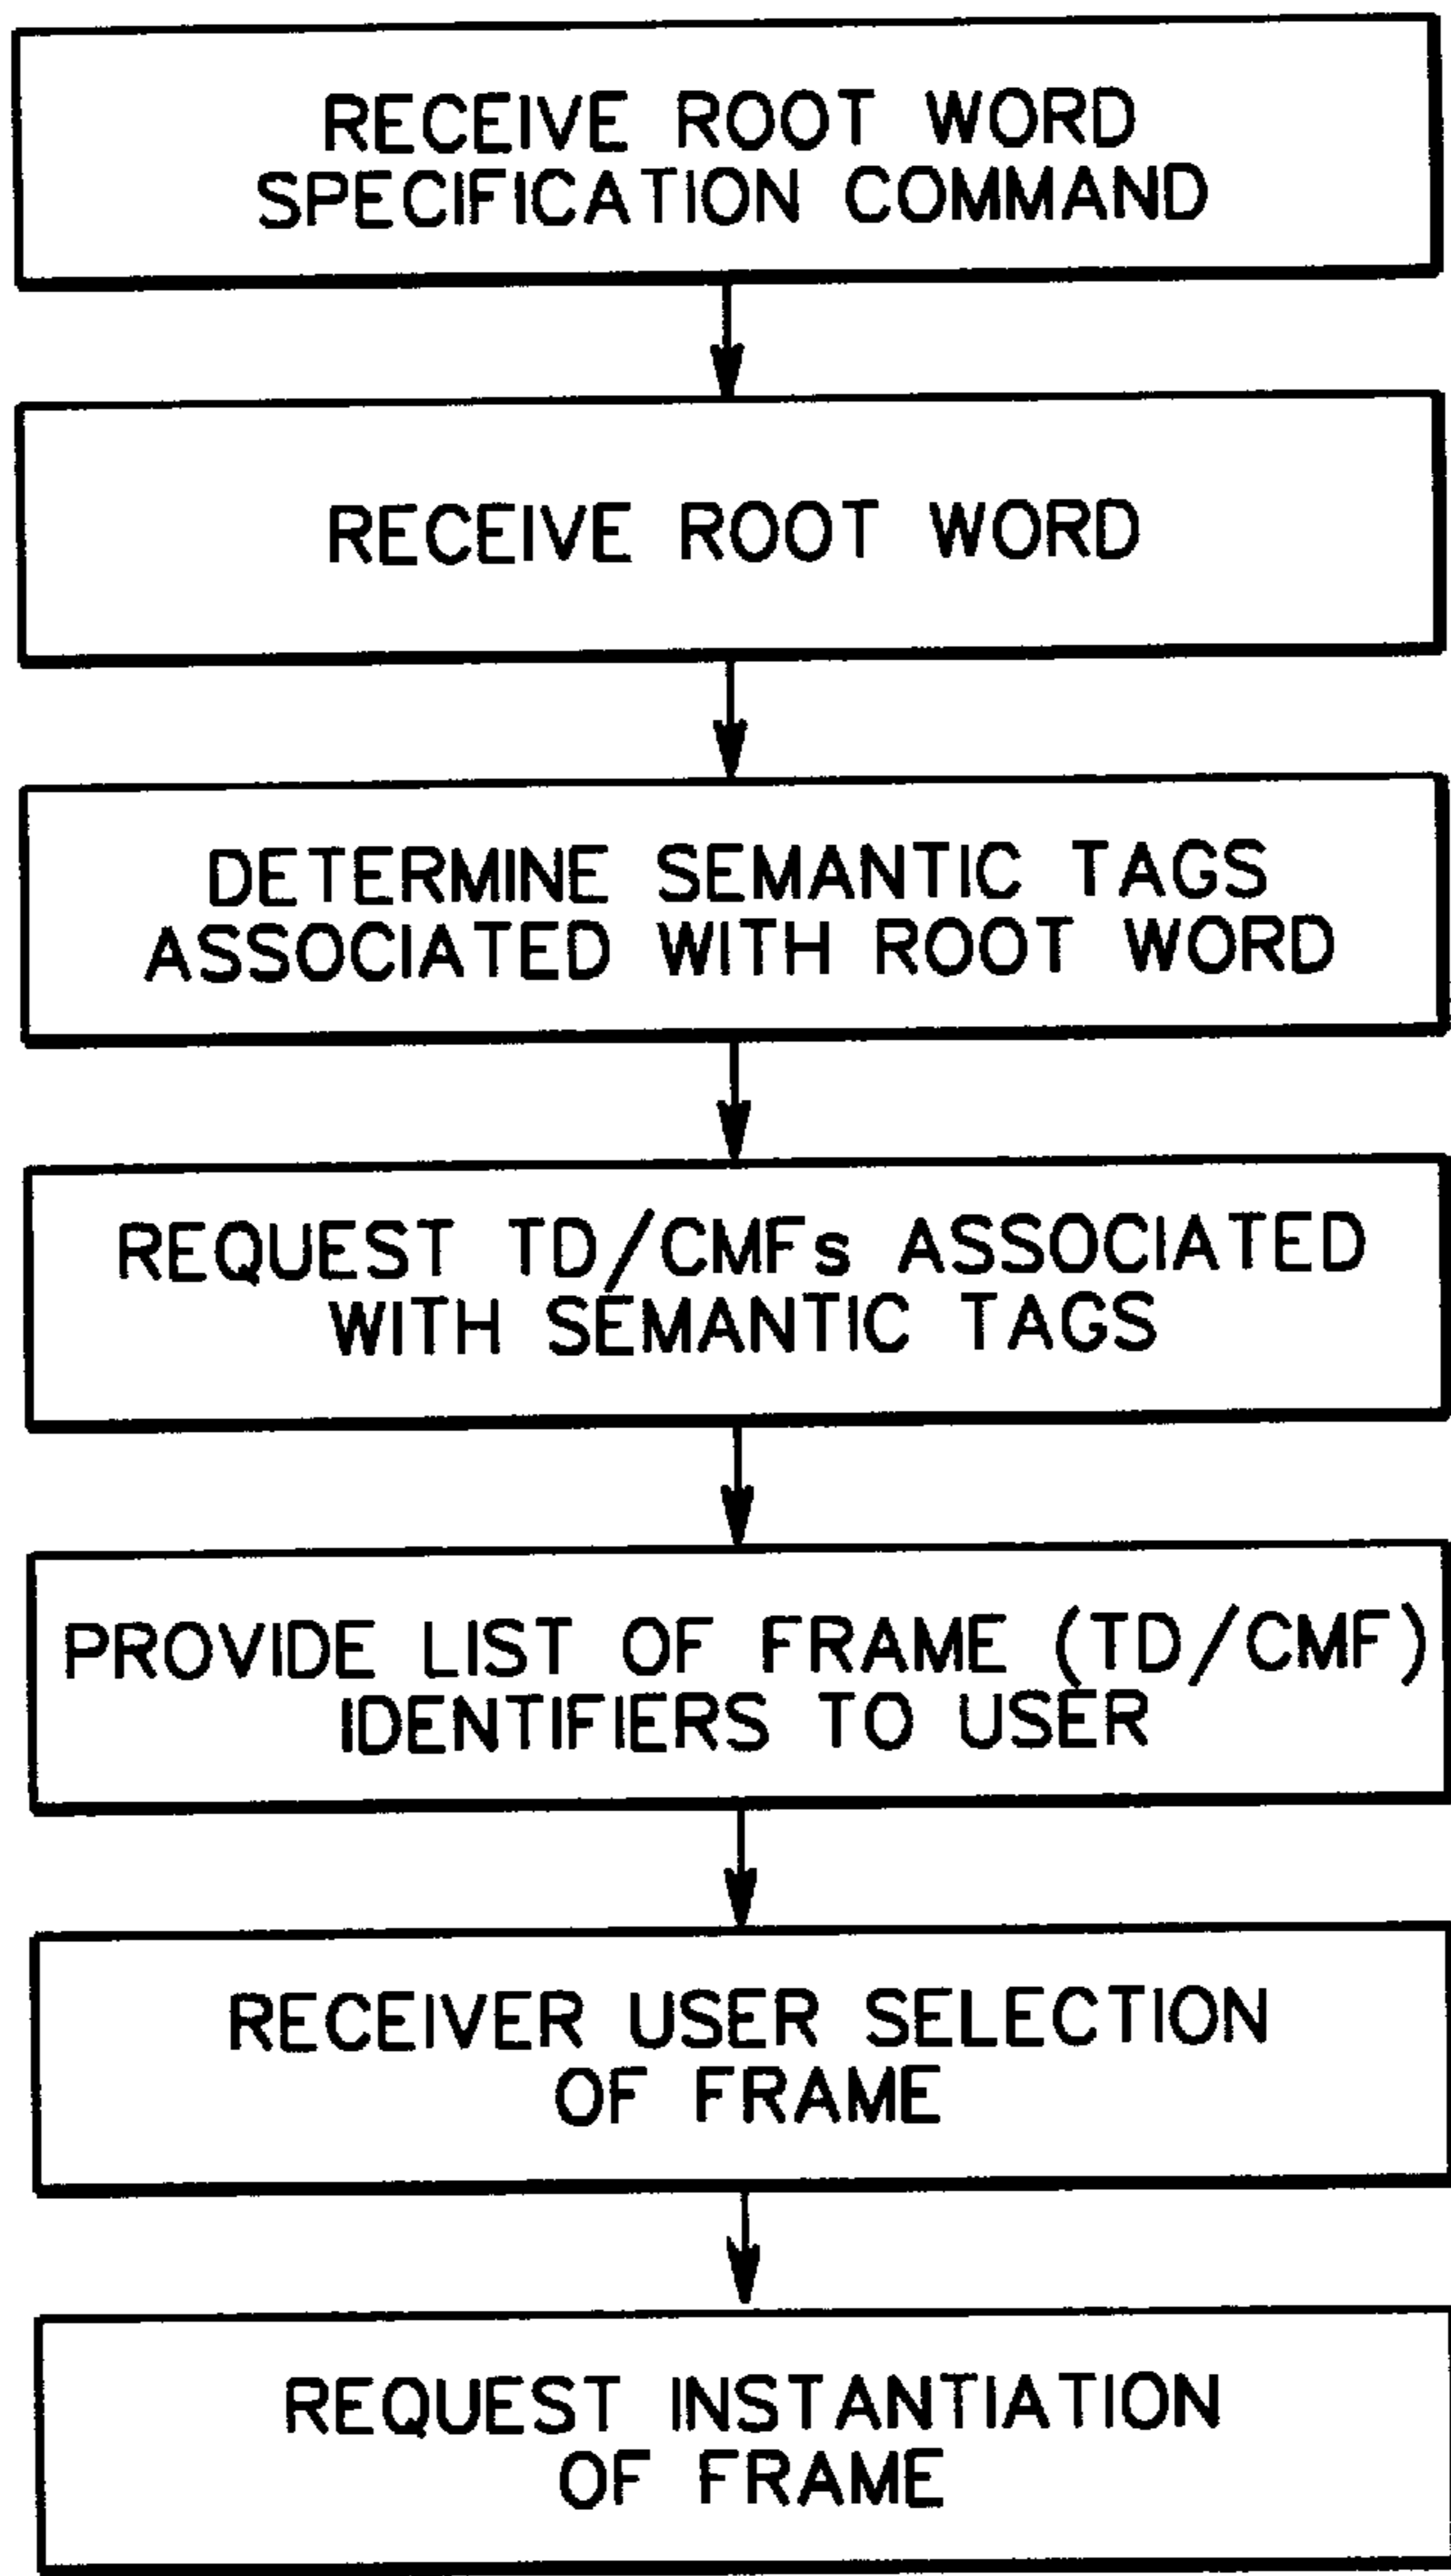 RECEIVE ROOT WORD
SPECIFICATION COMMAND
RECEIVE ROOT WORD
DETERMINE SEMANTIC TAGS
ASSOCIATED WITH ROOT WORD
REQUEST TD/CMFs ASSOCIATED
WITH SEMANTIC TAGS
PROVIDE LIST OF FRAME (TD/CMF)
IDENTIFIERS TO USER
RECEIVER USER SELECTION
OF FRAME
REQUEST INSTANTIATION
OF FRAME